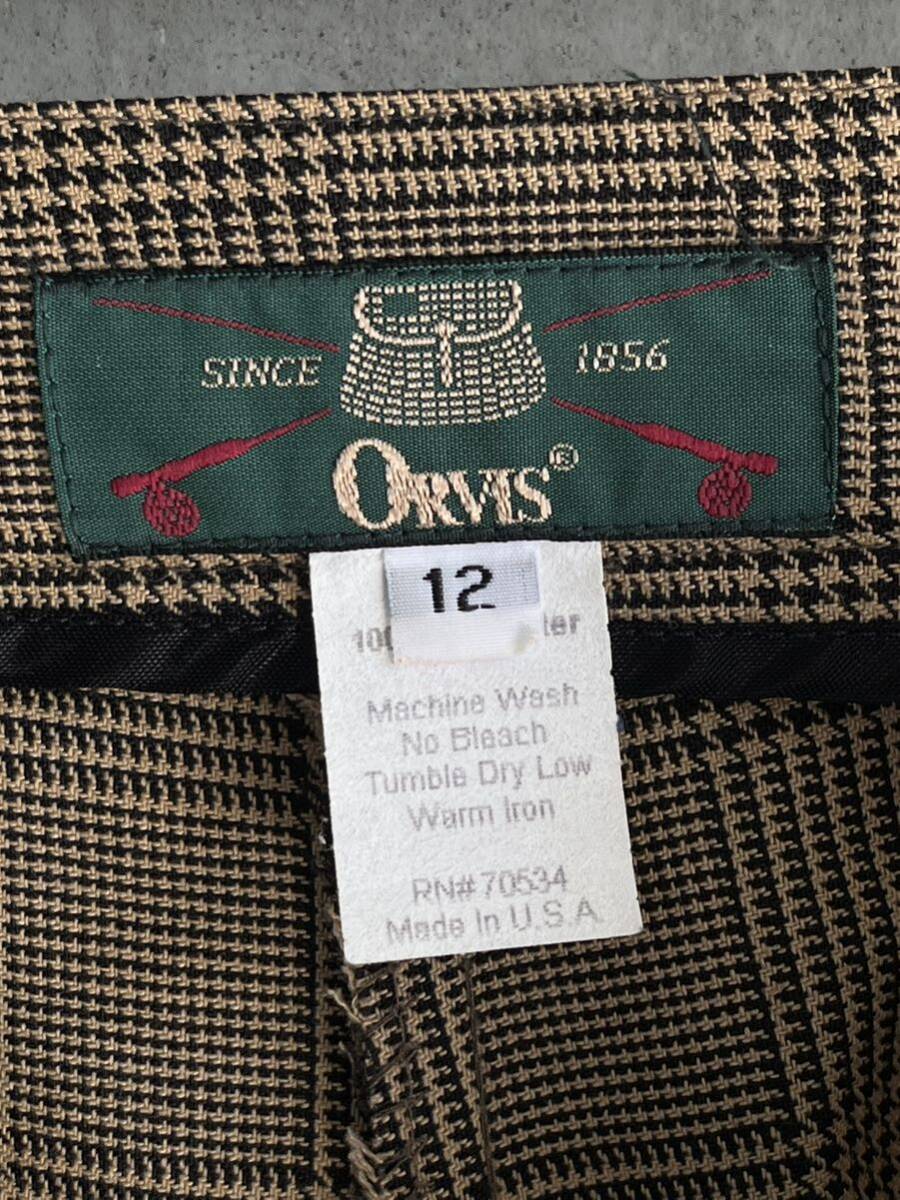 SINCE 1856
ORVIS®
12
Machine Wash
No Bleach
Tumble Dry Low
Warm Iron
RN# 70534
Made In U.S.A.